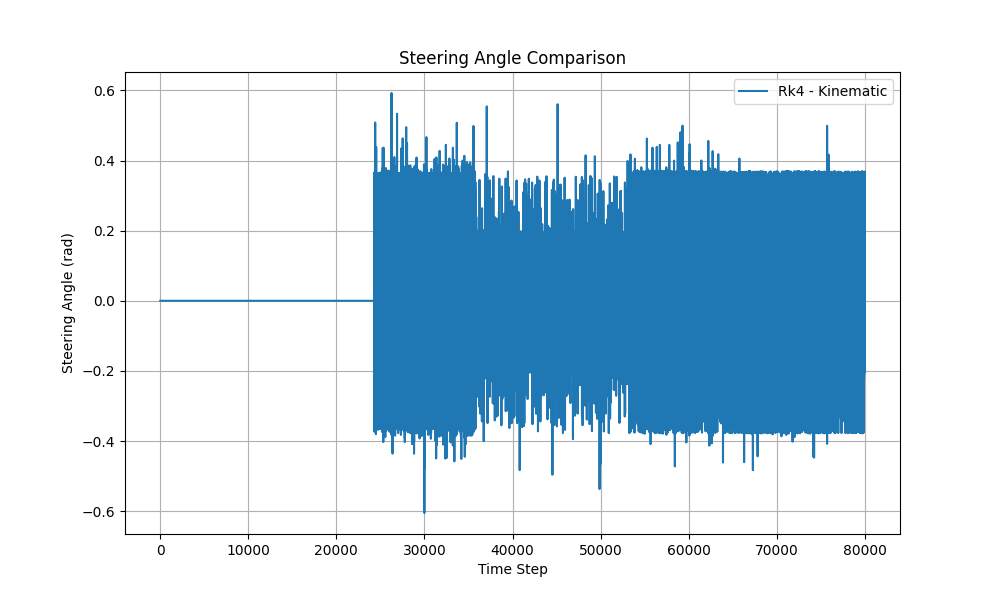 Steering Angle Comparison
Rk4 - Kinematic
Steering Angle (rad)
0.6
0.4
0.2
0.0
−0.2
−0.4
−0.6
0 10000 20000 30000 40000 50000 60000 70000 80000
Time Step